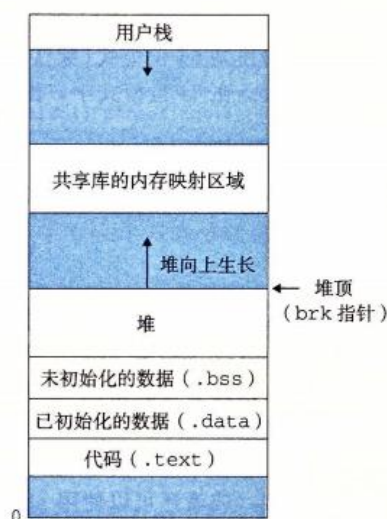 用户栈
共享库的内存映射区域
堆向上生长
堆顶
(brk 指针)
堆
未初始化的数据(.bss)
已初始化的数据(.data)
代码(.text)
0